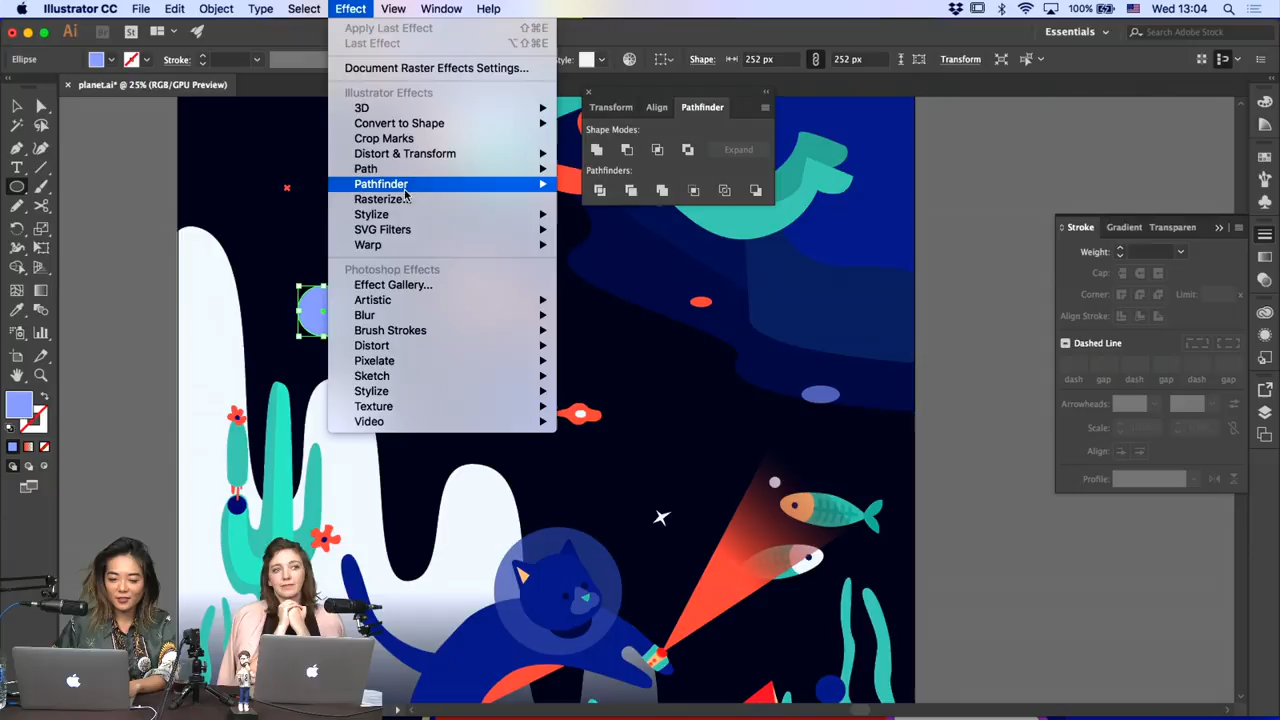 Illustrator CC File Edit Object Type Select Effect View Window Help 100% Wed 13:04
Ai Br St Essentials Search Adobe Stock
Ellipse Stroke: Style: Shape: 252 px 252 px Transform
× planet.ai* @ 25% (RGB/GPU Preview)
Apply Last Effect ⇧⌘E
Last Effect ⌥⇧⌘E
Document Raster Effects Settings...
Illustrator Effects
3D
Convert to Shape
Crop Marks
Distort & Transform
Path
Pathfinder
Rasterize...
Stylize
SVG Filters
Warp
Photoshop Effects
Effect Gallery...
Artistic
Blur
Brush Strokes
Distort
Pixelate
Sketch
Stylize
Texture
Video
Transform Align Pathfinder
Shape Modes:
Expand
Pathfinders:
Stroke Gradient Transparen
Weight:
Cap:
Corner: Limit: x
Align Stroke:
Dashed Line
dash gap dash gap dash gap
Arrowheads:
Scale:
Align:
Profile: